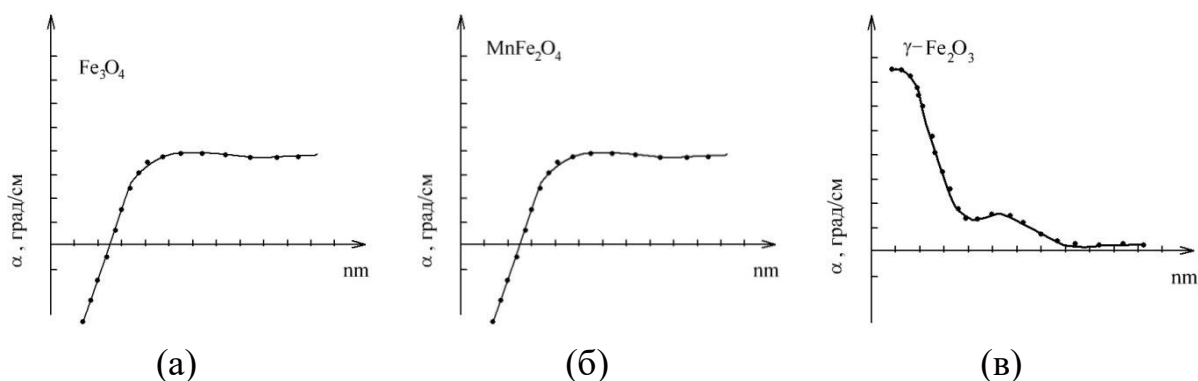 Fe₃O₄
α , град/см
nm
(а)
MnFe₂O₄
α , град/см
nm
(б)
γ−Fe₂O₃
α , град/см
nm
(в)